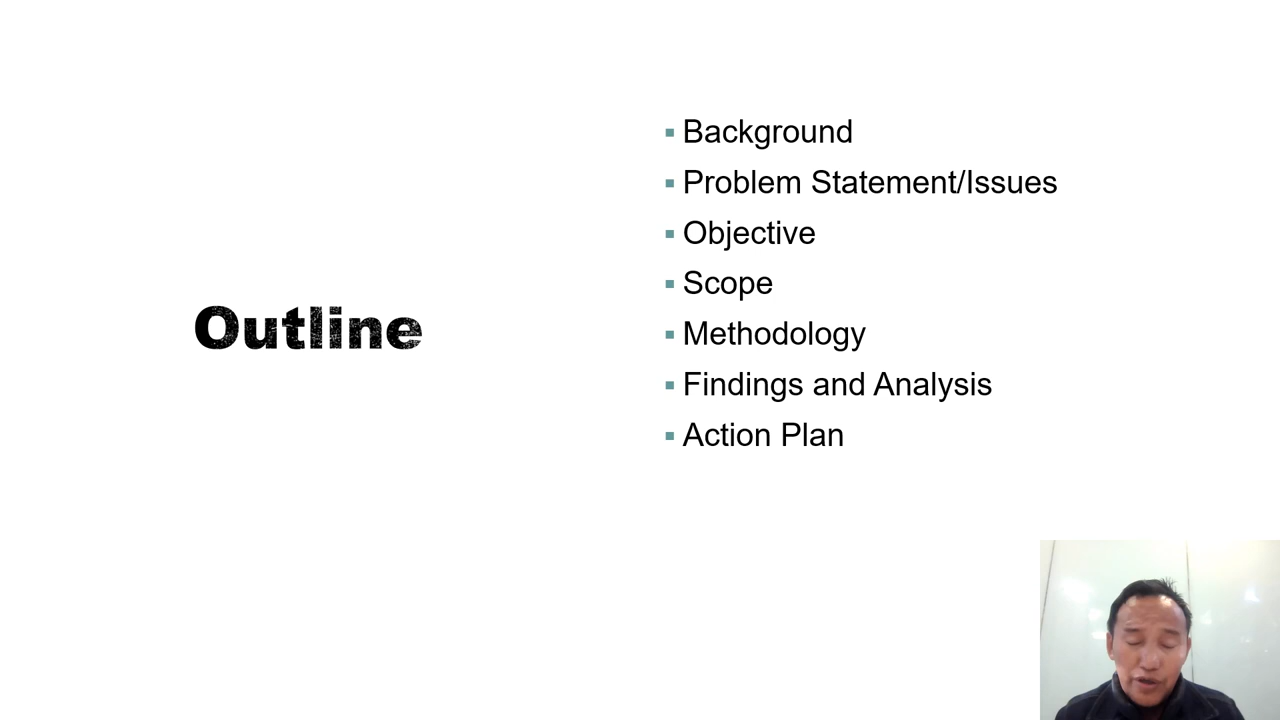 Outline
Background
Problem Statement/Issues
Objective
Scope
Methodology
Findings and Analysis
Action Plan